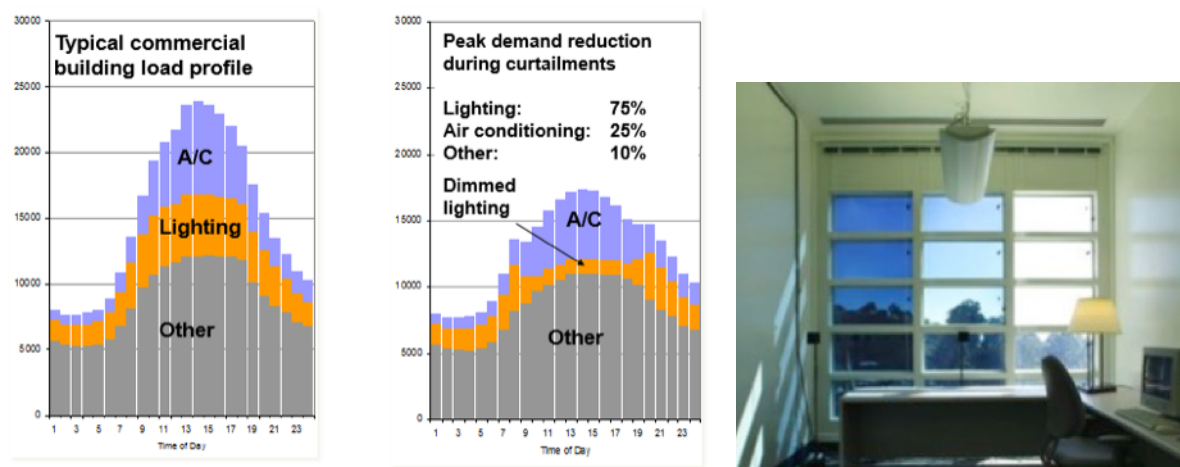 Typical commercial
building load profile
30000
25000
20000
15000
10000
5000
0
A/C
Lighting
Other
1 3 5 7 9 11 13 15 17 19 21 23
Time of Day
Peak demand reduction
during curtailments
Lighting: 75%
Air conditioning: 25%
Other: 10%
Dimmed
lighting
30000
25000
20000
15000
10000
5000
0
A/C
Other
1 3 5 7 9 11 13 15 17 19 21 23
Time of Day